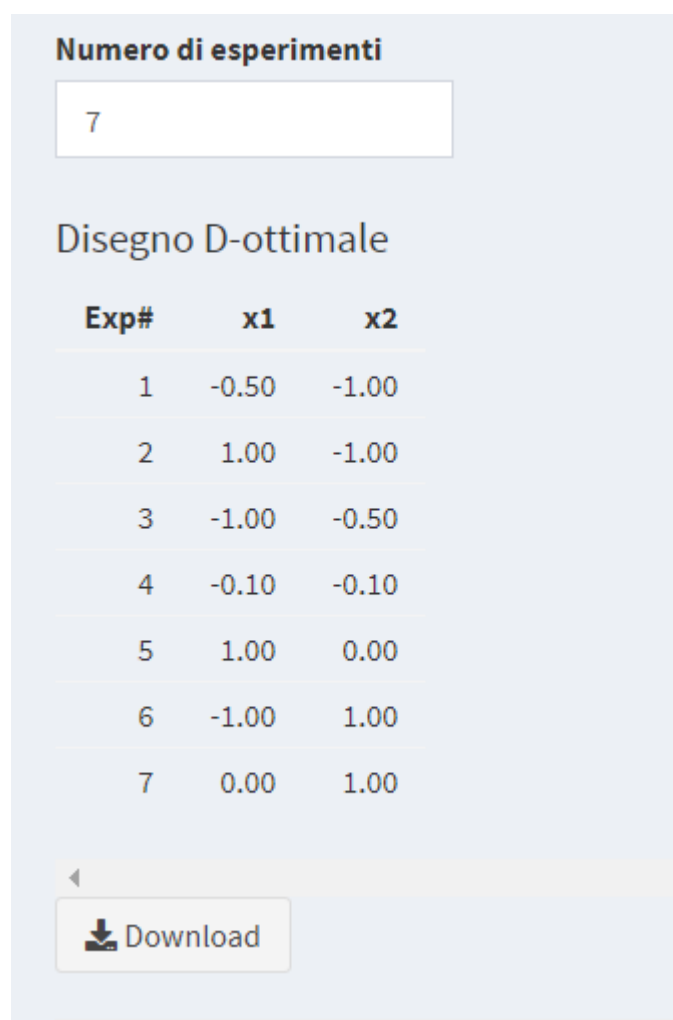 Numero di esperimenti
7
Disegno D-ottimale
Exp# x1 x2
1 -0.50 -1.00
2 1.00 -1.00
3 -1.00 -0.50
4 -0.10 -0.10
5 1.00 0.00
6 -1.00 1.00
7 0.00 1.00
Download